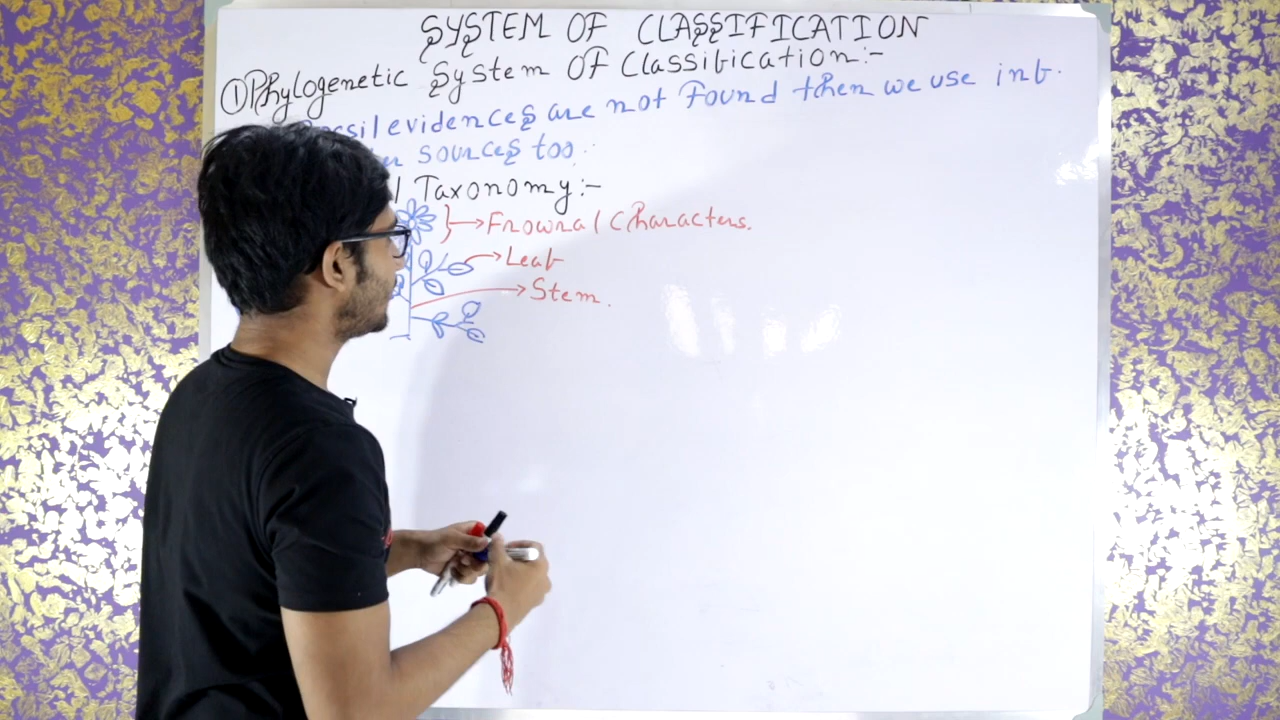 SYSTEM OF CLASSIFICATION
① Phylogenetic System OF Classification:-
evidences are not Found then we use inf.
sources too.
Taxonomy:-
Frowral Characters.
Leaf
Stem.